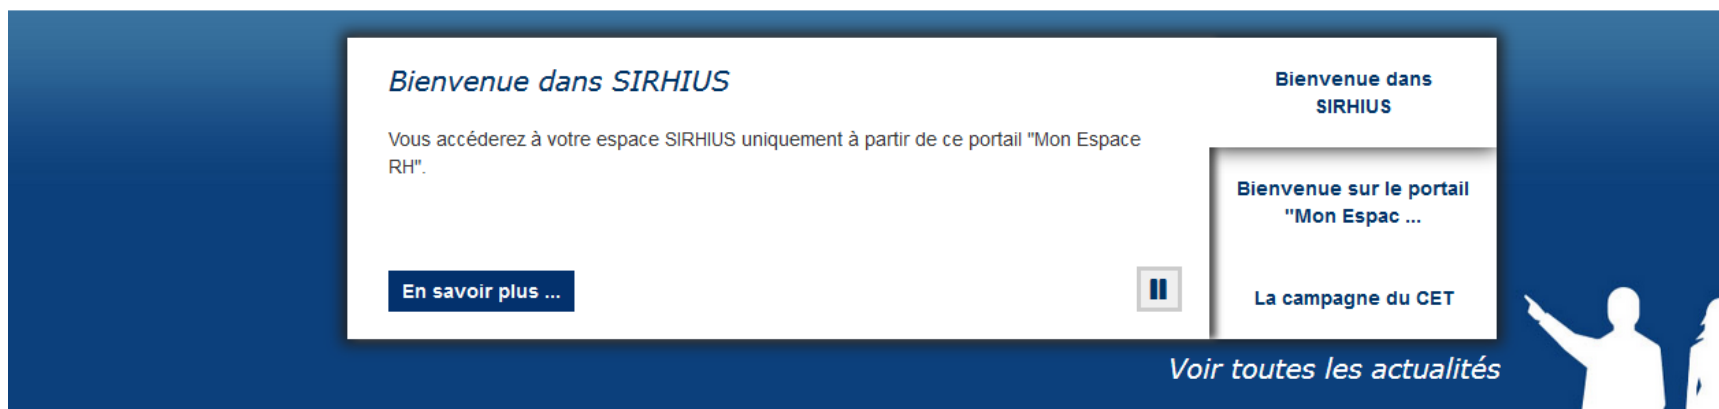 Bienvenue dans SIRHIUS
Vous accéderez à votre espace SIRHIUS uniquement à partir de ce portail "Mon Espace
RH".
En savoir plus ...
Bienvenue dans
SIRHIUS
Bienvenue sur le portail
"Mon Espac ...
La campagne du CET
Voir toutes les actualités